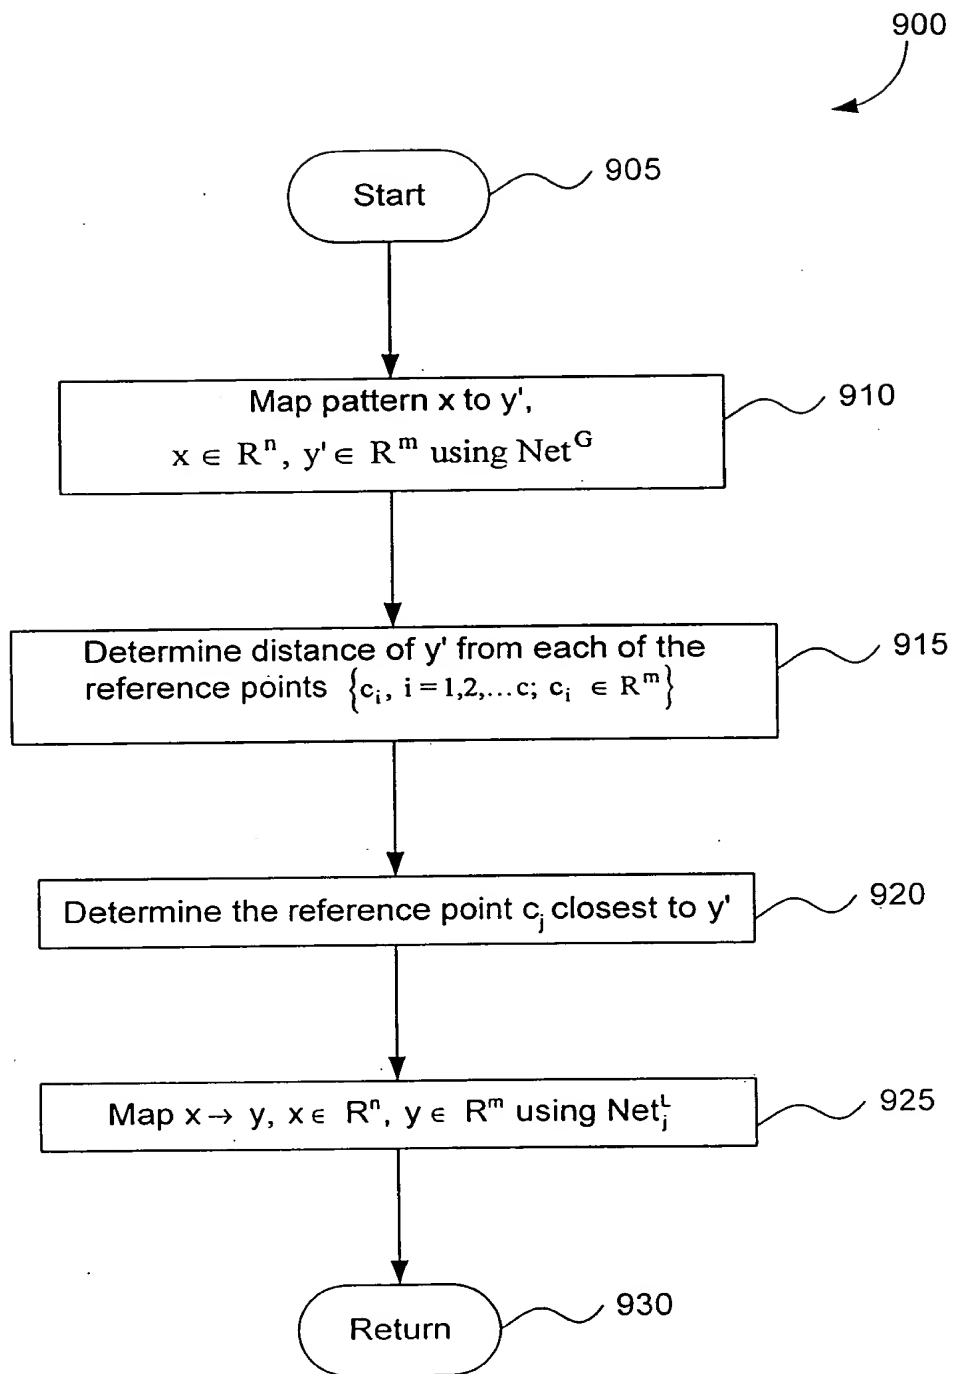 900
Start
905
Map pattern x to y',
x ∈ Rⁿ, y' ∈ Rᵐ using Netᴳ
910
Determine distance of y' from each of the
reference points {cᵢ, i = 1,2,...c; cᵢ ∈ Rᵐ}
915
Determine the reference point cⱼ closest to y'
920
Map x → y, x ∈ Rⁿ, y ∈ Rᵐ using Netⱼᴸ
925
Return
930